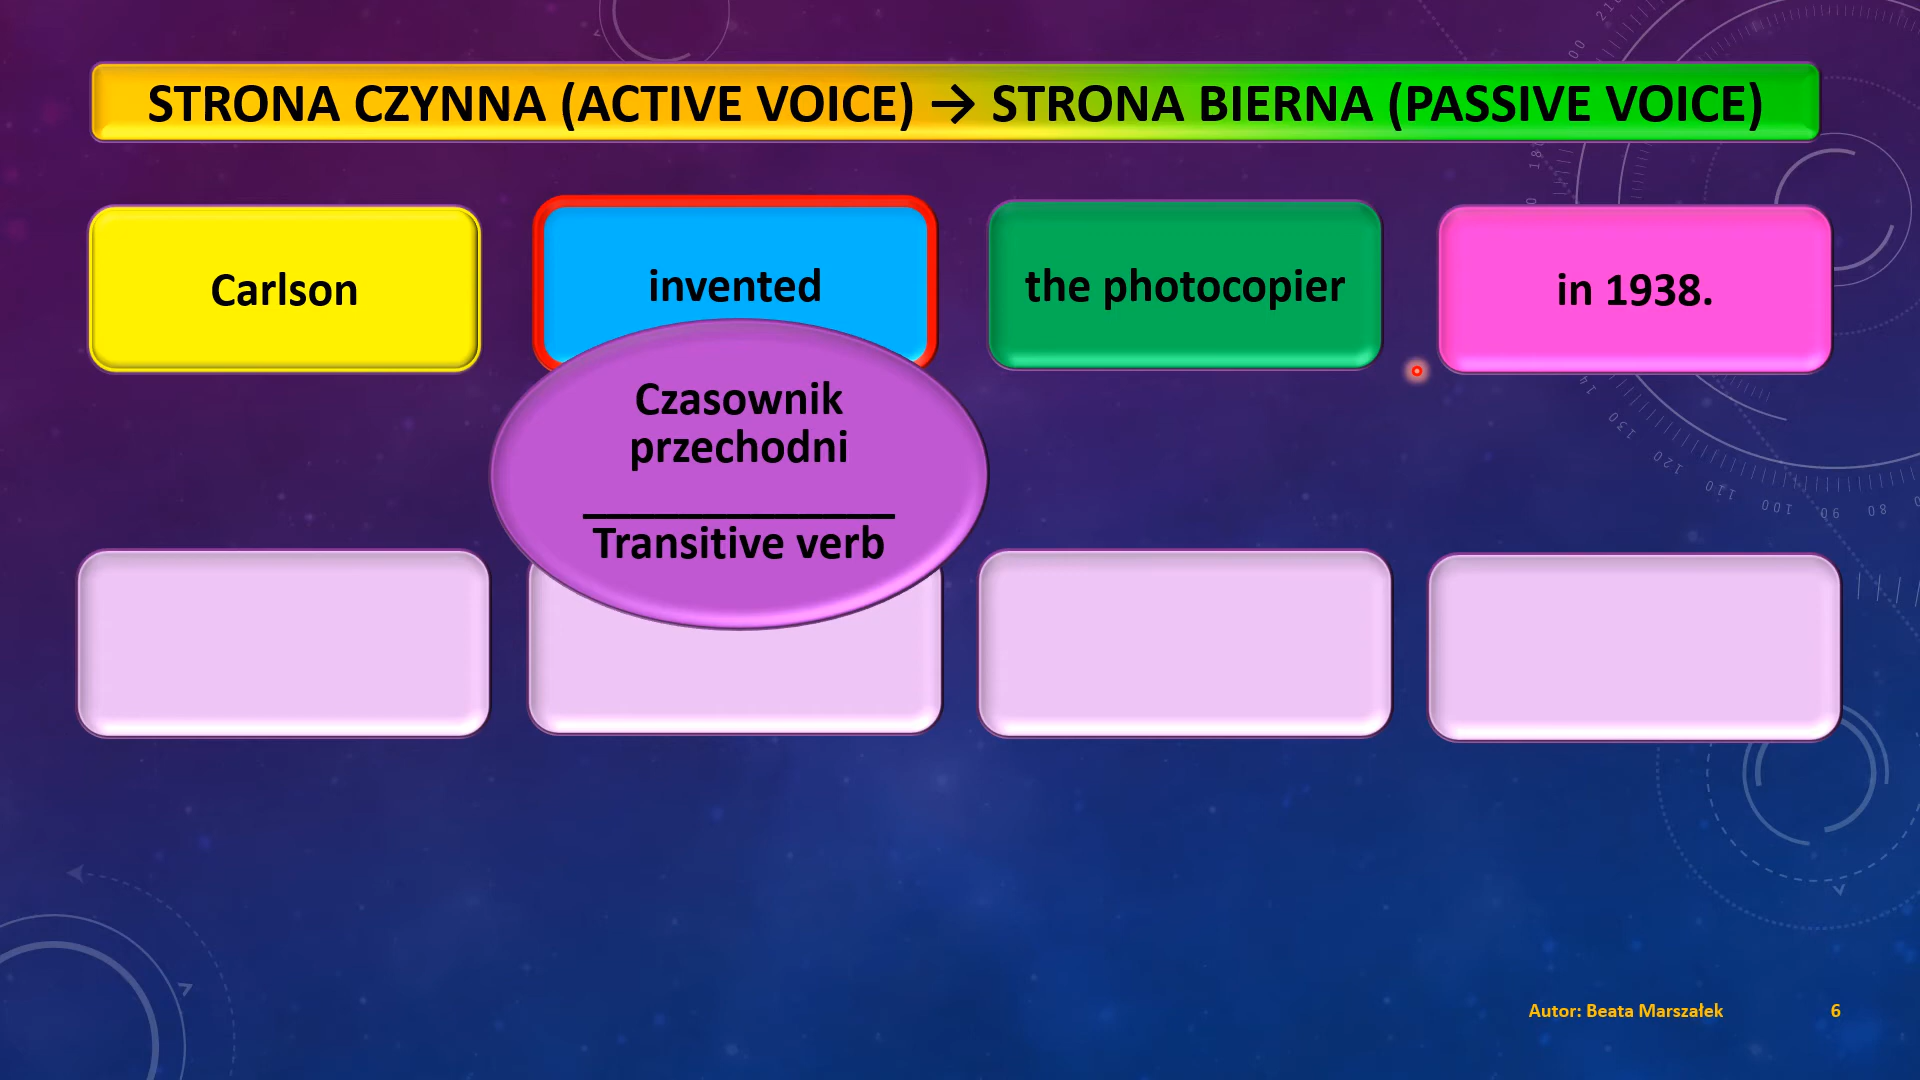 STRONA CZYNNA (ACTIVE VOICE) → STRONA BIERNA (PASSIVE VOICE)
Carlson
invented
the photocopier
in 1938.
Czasownik
przechodni
Transitive verb
Autor: Beata Marszałek
6